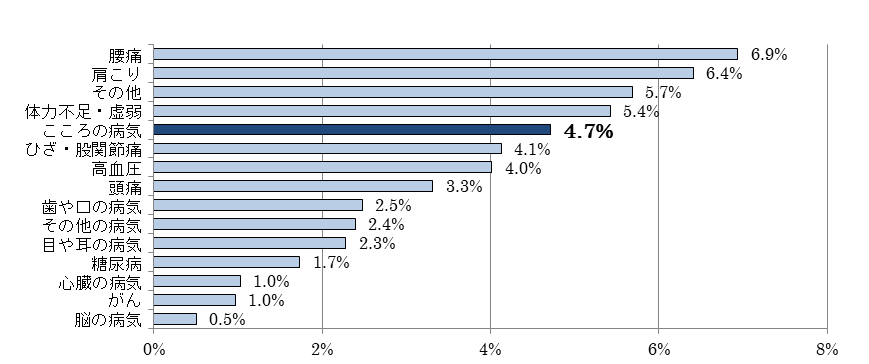 腰痛 6.9%
肩こり 6.4%
その他 5.7%
体力不足・虚弱 5.4%
こころの病気 4.7%
ひざ・股関節痛 4.1%
高血圧 4.0%
頭痛 3.3%
歯や口の病気 2.5%
その他の病気 2.4%
目や耳の病気 2.3%
糖尿病 1.7%
心臓の病気 1.0%
がん 1.0%
脳の病気 0.5%
0% 2% 4% 6% 8%